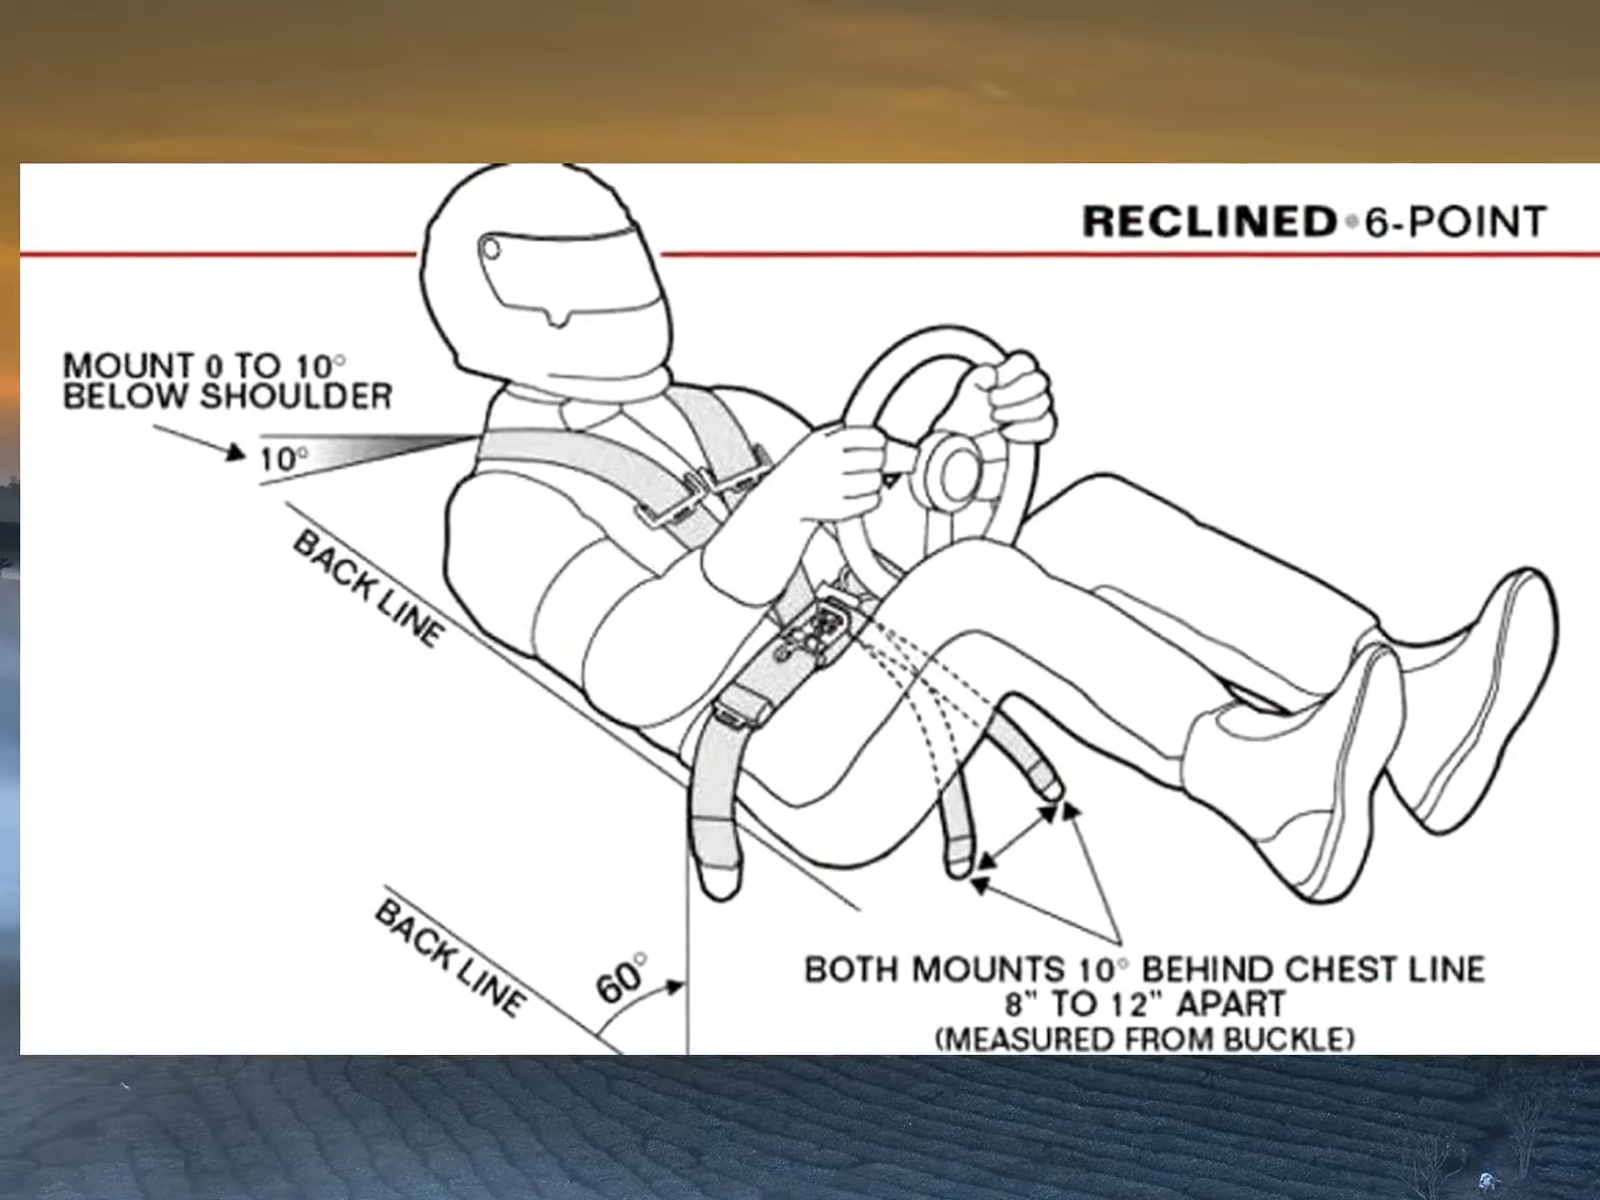 RECLINED • 6-POINT
MOUNT 0 TO 10°
BELOW SHOULDER
10°
BACK LINE
BACK LINE
60°
BOTH MOUNTS 10° BEHIND CHEST LINE
8" TO 12" APART
(MEASURED FROM BUCKLE)